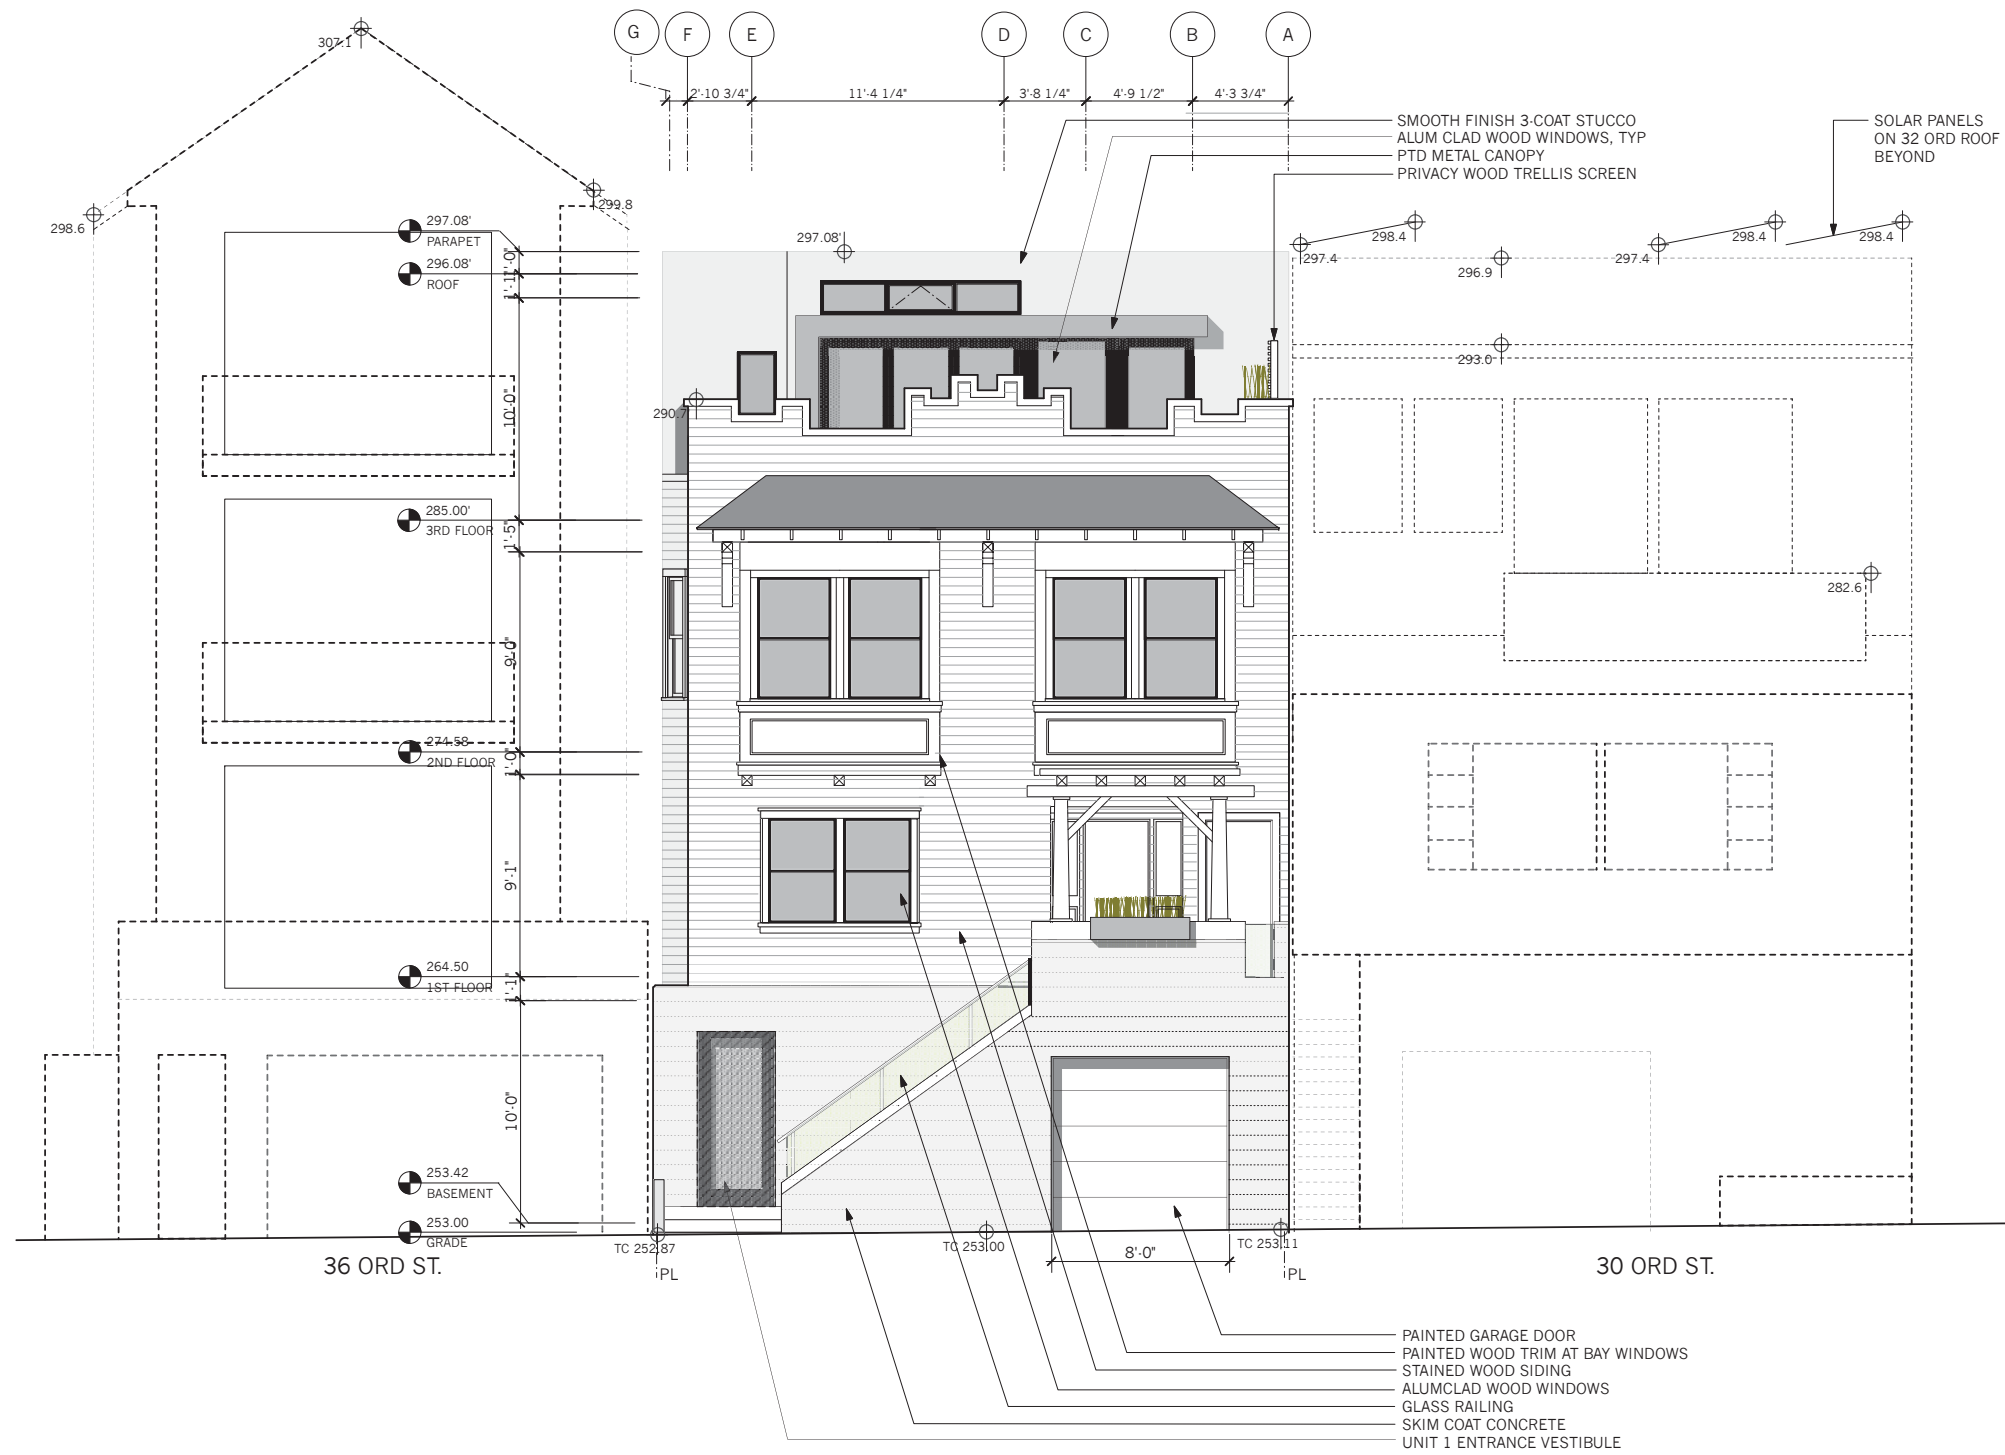 G F E D C B A
2'-10 3/4" 11'-4 1/4" 3'-8 1/4" 4'-9 1/2" 4'-3 3/4"
307.1
298.6
299.8
SMOOTH FINISH 3-COAT STUCCO
ALUM CLAD WOOD WINDOWS, TYP
PTD METAL CANOPY
PRIVACY WOOD TRELLIS SCREEN
SOLAR PANELS
ON 32 ORD ROOF
BEYOND
297.08'
PARAPET
296.08'
ROOF
1'-0"
1'-1"
10'-0"
285.00'
3RD FLOOR
1'-5"
9'-0"
274.58
2ND FLOOR
1'-0"
9'-1"
264.50
1ST FLOOR
1'-1"
10'-0"
253.42
BASEMENT
253.00
GRADE
297.08'
290.7
297.4
298.4
296.9
297.4
298.4
298.4
293.0
282.6
TC 252.87
TC 253.00
TC 253.11
PL
8'-0"
PL
36 ORD ST.
30 ORD ST.
PAINTED GARAGE DOOR
PAINTED WOOD TRIM AT BAY WINDOWS
STAINED WOOD SIDING
ALUMCLAD WOOD WINDOWS
GLASS RAILING
SKIM COAT CONCRETE
UNIT 1 ENTRANCE VESTIBULE